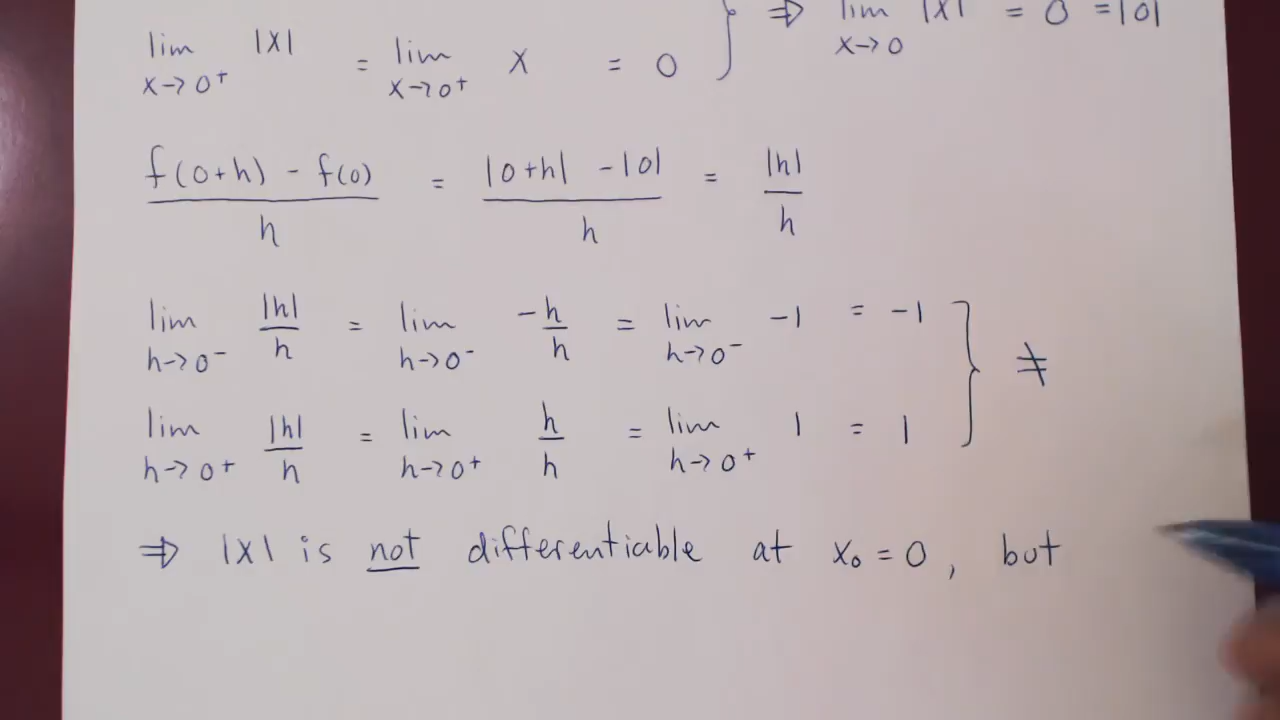 lim |x| = lim x = 0 } ⇒ lim |x| = 0 = |0|
x→0⁺ x→0⁺ x→0
f(0+h) - f(0) / h = |0+h| - |0| / h = |h| / h
lim h→0⁻ |h|/h = lim h→0⁻ -h/h = lim h→0⁻ -1 = -1 } ≠
lim h→0⁺ |h|/h = lim h→0⁺ h/h = lim h→0⁺ 1 = 1
⇒ |x| is not differentiable at x₀ = 0, but